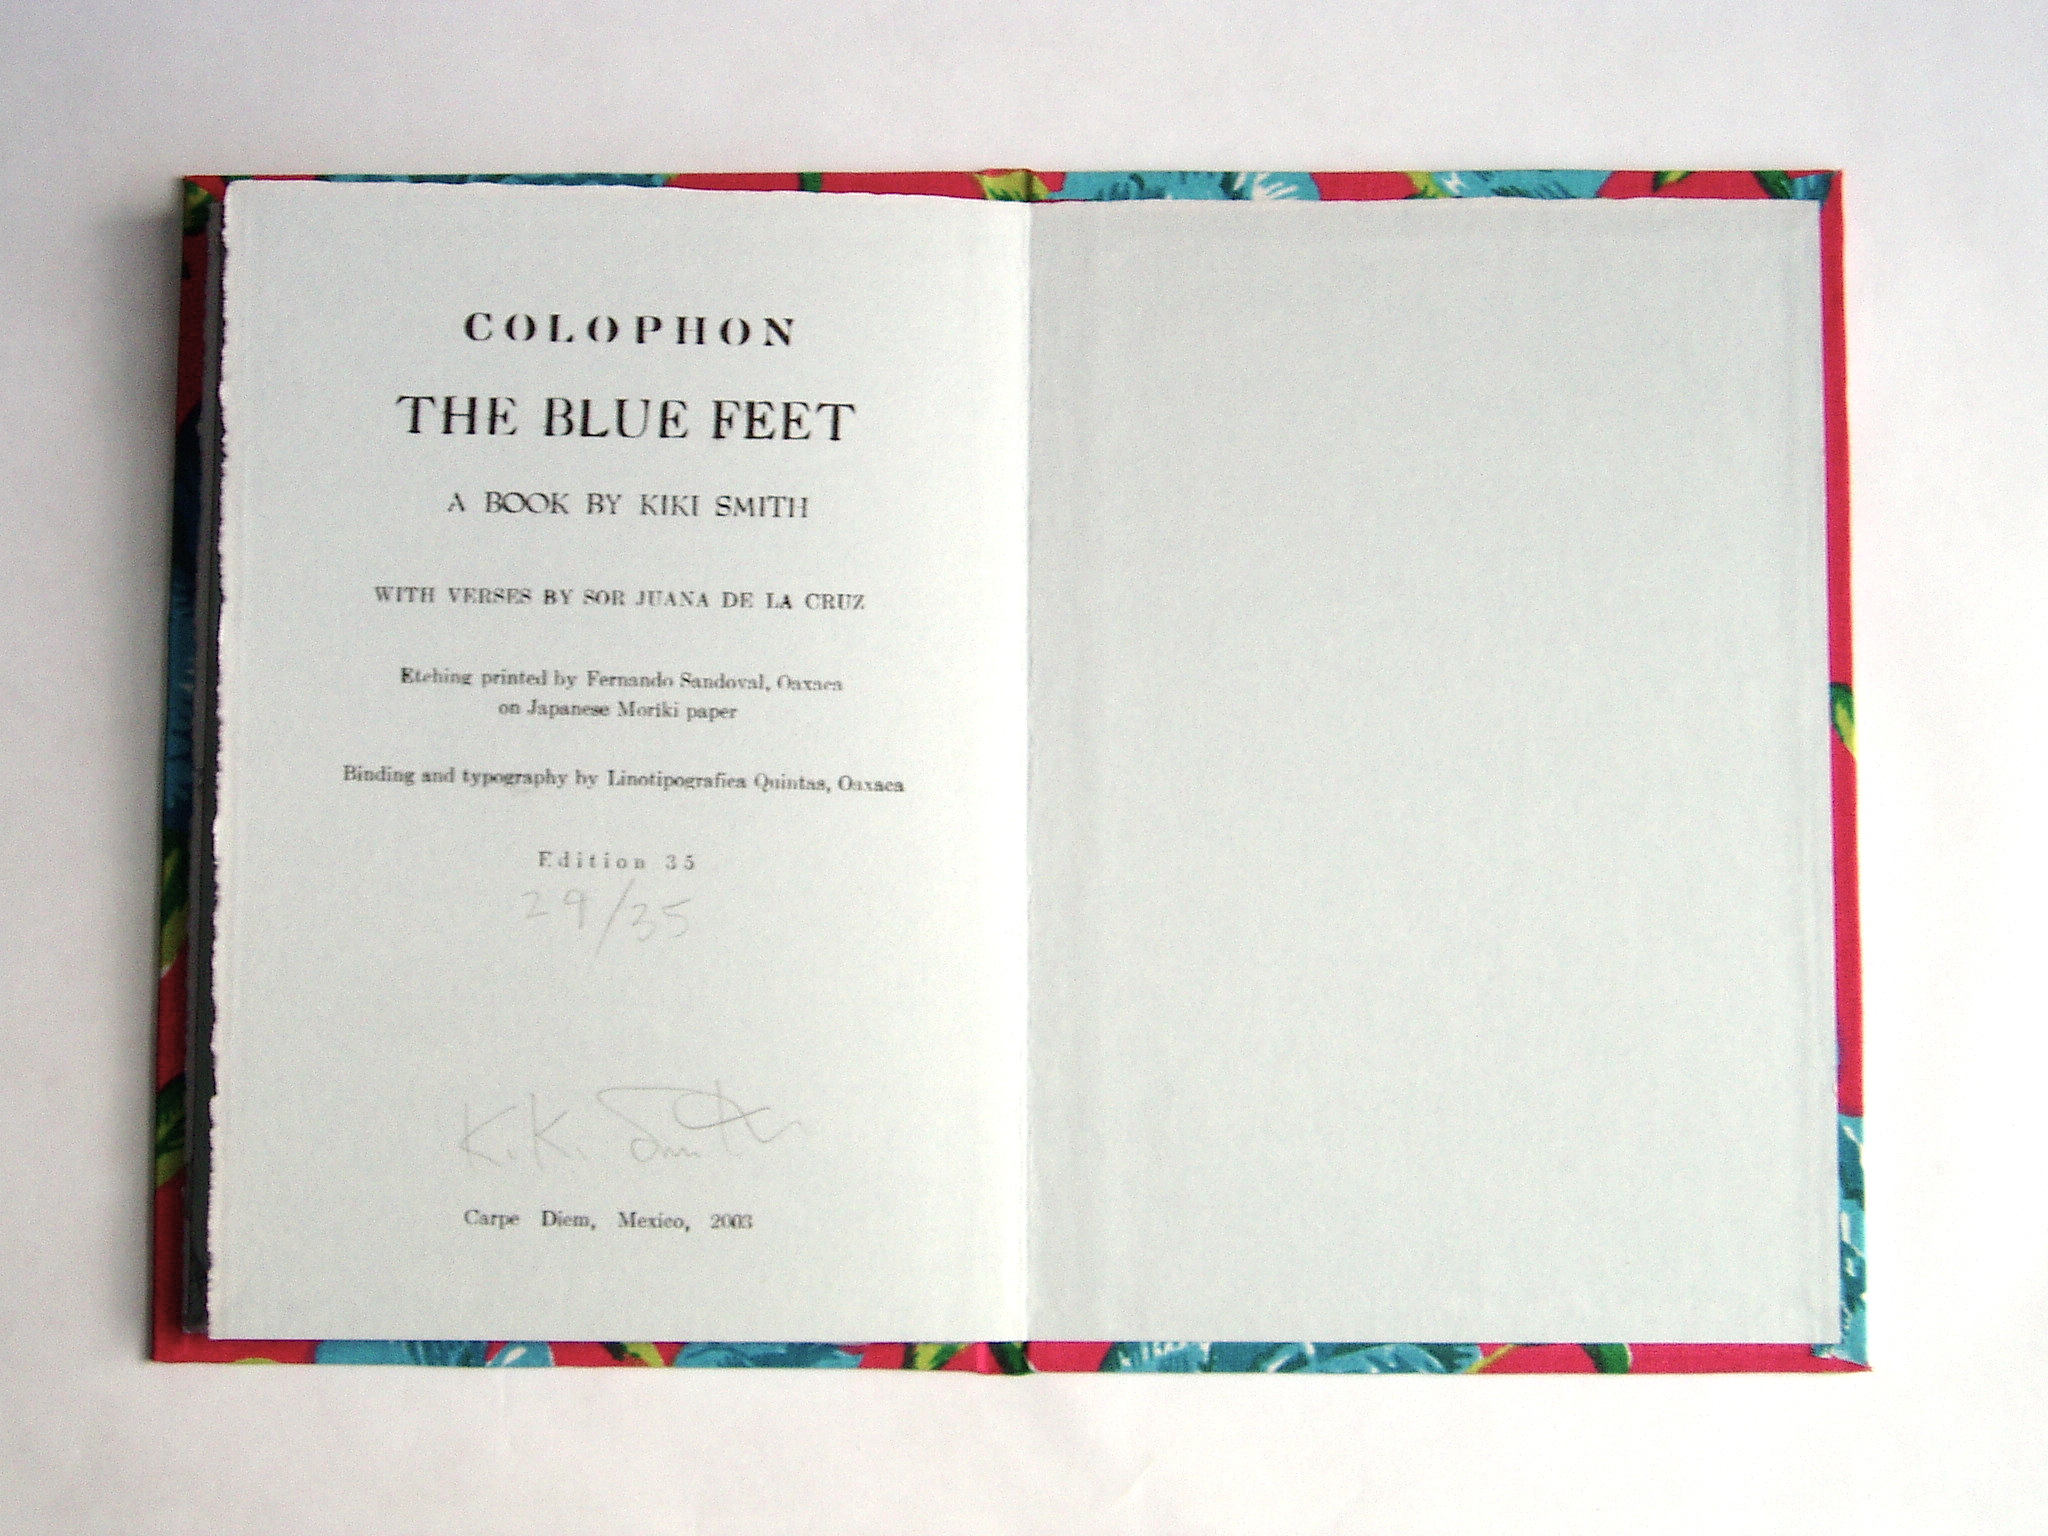 COLOPHON
THE BLUE FEET
A BOOK BY KIKI SMITH
WITH VERSES BY SOR JUANA DE LA CRUZ
Etching printed by Fernando Sandoval, Oaxaca
on Japanese Moriki paper
Binding and typography by Linotipografica Quintas, Oaxaca
Edition 35
29/35
Kiki Smith
Carpe Diem, Mexico, 2003